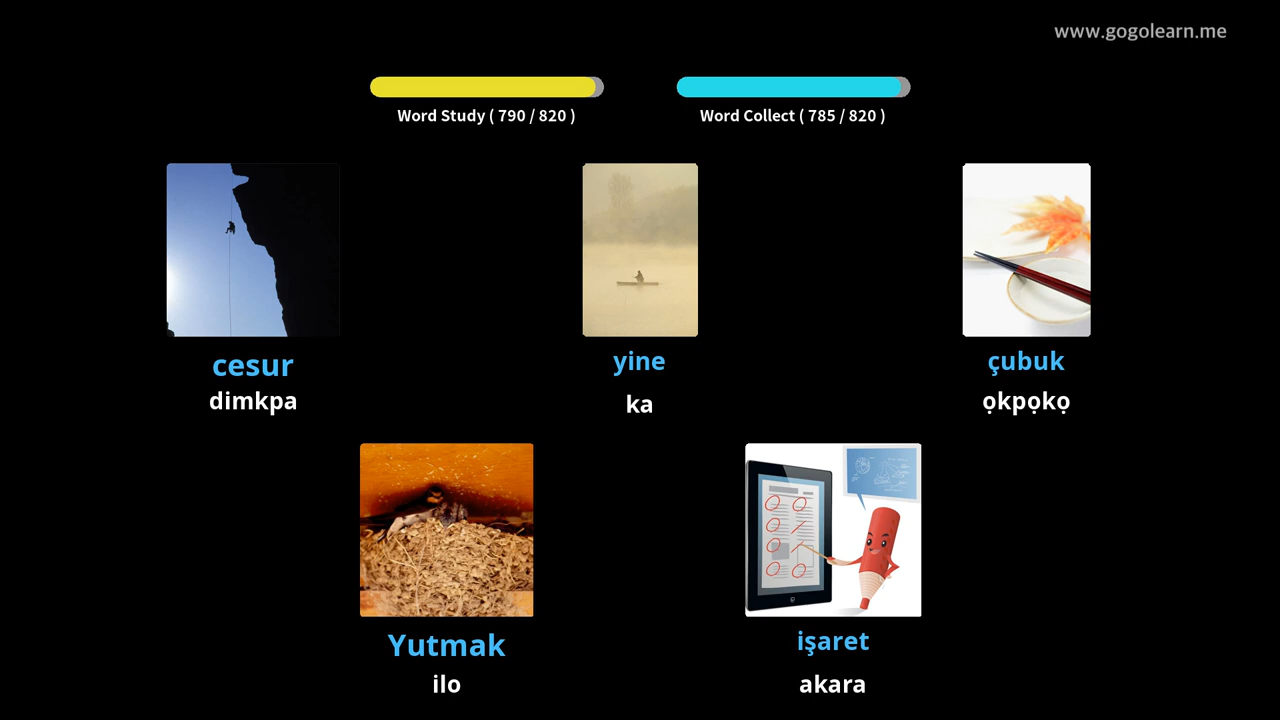 www.gogolearn.me
Word Study ( 790 / 820 )
Word Collect ( 785 / 820 )
cesur
dimkpa
yine
ka
çubuk
ọkpọkọ
Yutmak
ilo
işaret
akara